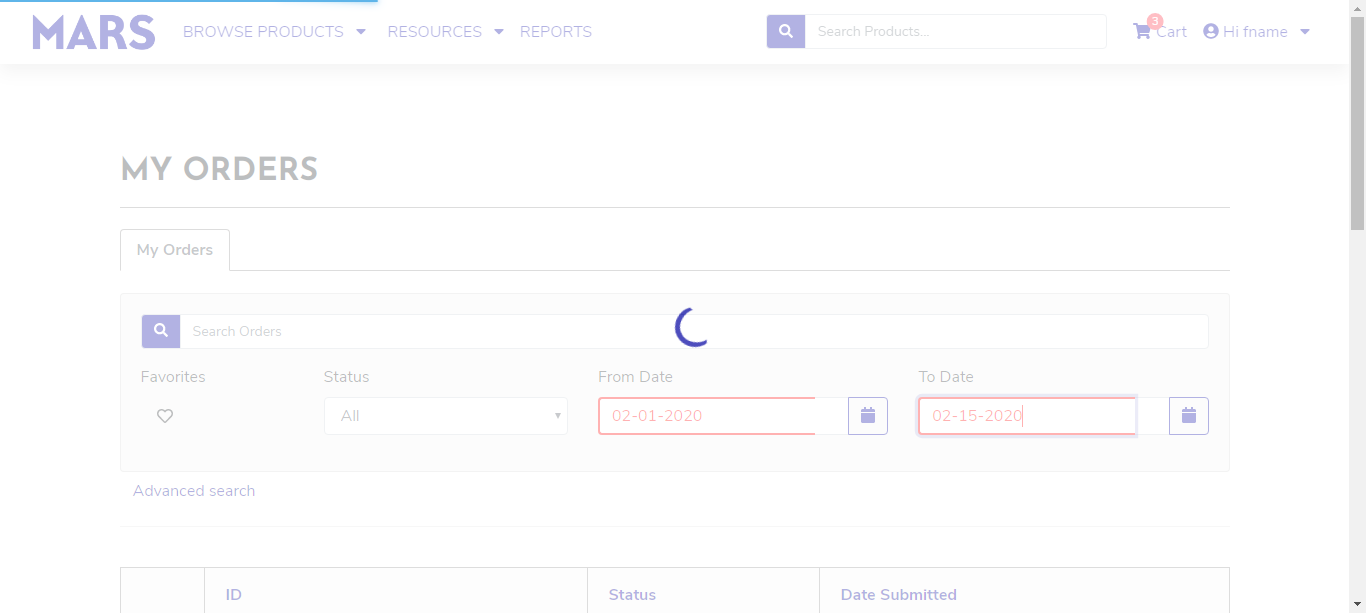 MARS BROWSE PRODUCTS RESOURCES REPORTS Search Products... 3 Cart Hi fname
MY ORDERS
My Orders
Search Orders
Favorites Status From Date To Date
All 02-01-2020 02-15-2020
Advanced search
ID Status Date Submitted